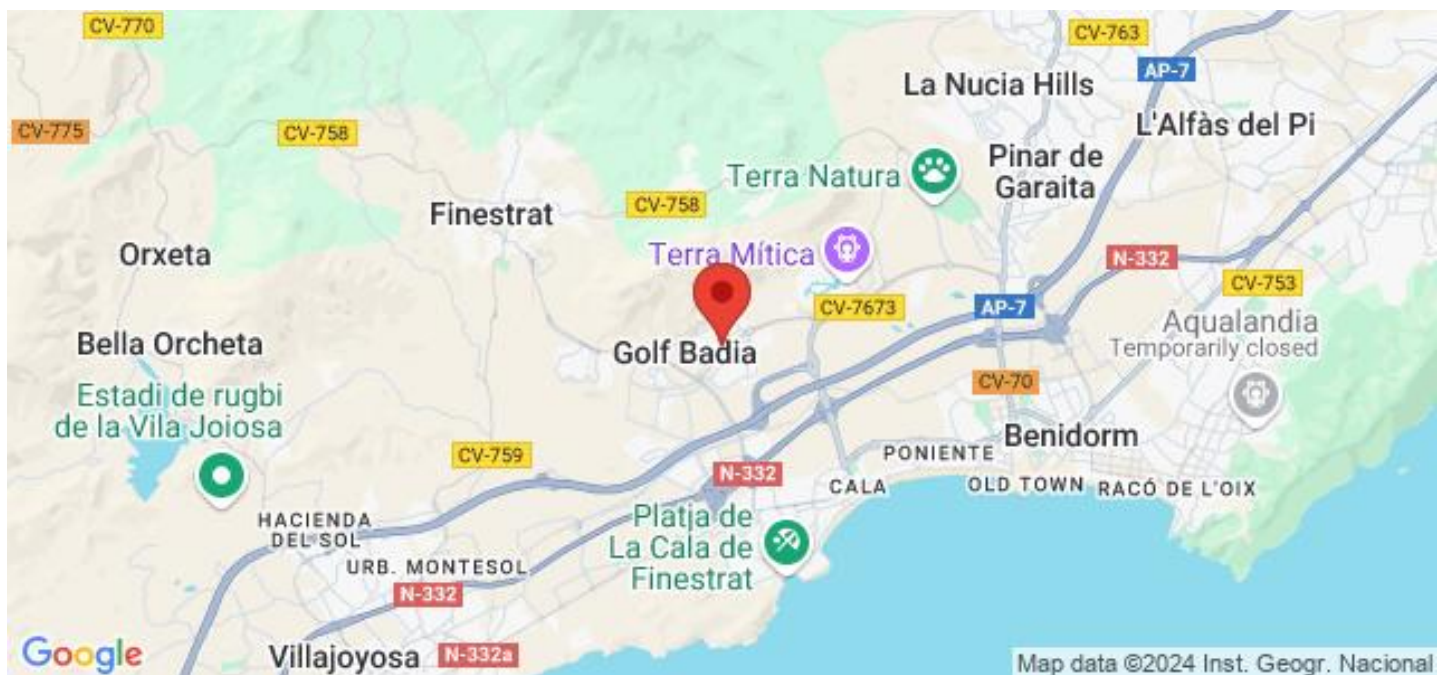 CV-770
CV-763
AP-7
La Nucia Hills
L'Alfàs del Pi
CV-775
CV-758
Pinar de
Garaita
Terra Natura
CV-758
Finestrat
Orxeta
Terra Mítica
N-332
CV-753
CV-7673
AP-7
Aqualandia
Temporarily closed
Bella Orcheta
Golf Badia
Estadi de rugbi
de la Vila Joiosa
CV-70
Benidorm
CV-759
PONIENTE
N-332
CALA
OLD TOWN
RACÓ DE L'OIX
HACIENDA
DEL SOL
Platja de
La Cala de
Finestrat
URB. MONTESOL
N-332
Google
Villajoyosa
N-332a
Map data ©2024 Inst. Geogr. Nacional